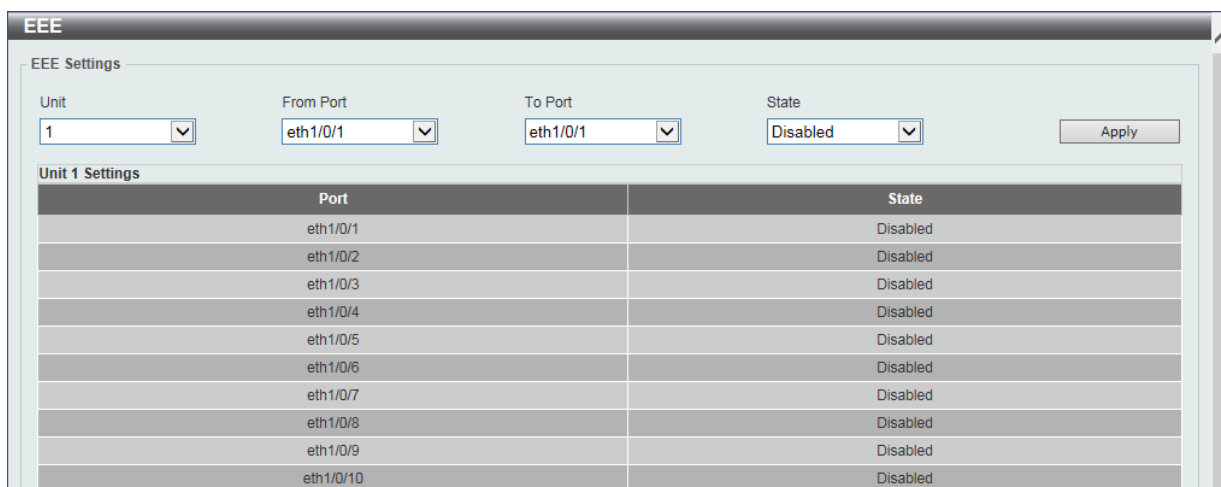 EEE
EEE Settings
Unit From Port To Port State
1 eth1/0/1 eth1/0/1 Disabled Apply
Unit 1 Settings
Port State
eth1/0/1 Disabled
eth1/0/2 Disabled
eth1/0/3 Disabled
eth1/0/4 Disabled
eth1/0/5 Disabled
eth1/0/6 Disabled
eth1/0/7 Disabled
eth1/0/8 Disabled
eth1/0/9 Disabled
eth1/0/10 Disabled